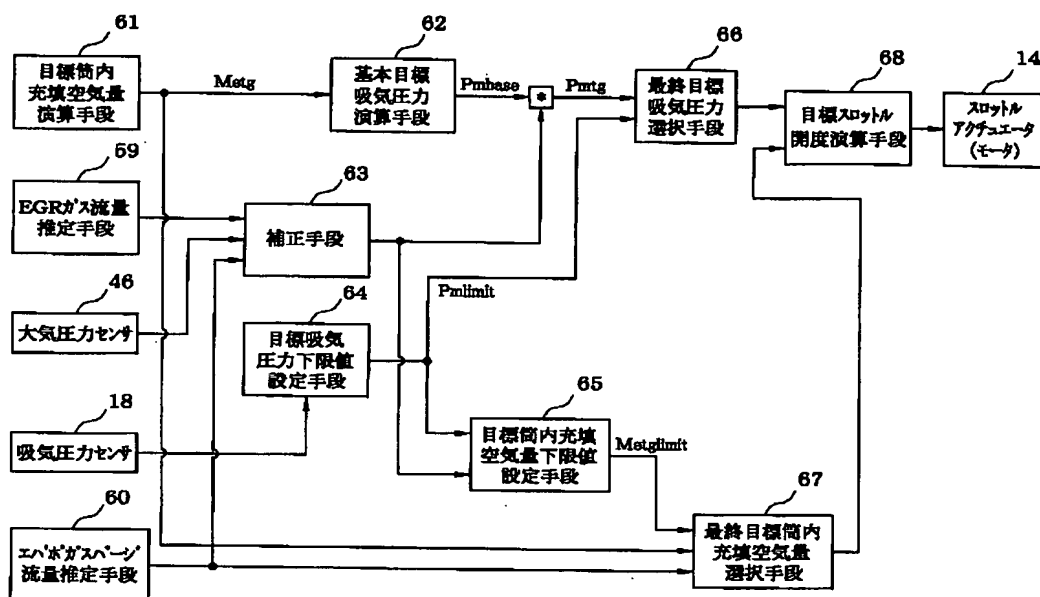 61
目標筒内
充填空気量
演算手段
Mctg
62
基本目標
吸気圧力
演算手段
Pmbase
*
Pmtg
66
最終目標
吸気圧力
選択手段
68
目標スロットル
開度演算手段
14
スロットル
アクチュエータ
(モータ)
59
EGRガス流量
推定手段
63
補正手段
46
大気圧力センサ
64
目標吸気
圧力下限値
設定手段
Pmlimit
18
吸気圧力センサ
65
目標筒内充填
空気量下限値
設定手段
Mctglimit
60
エバポガスパージ
流量推定手段
67
最終目標筒内
充填空気量
選択手段